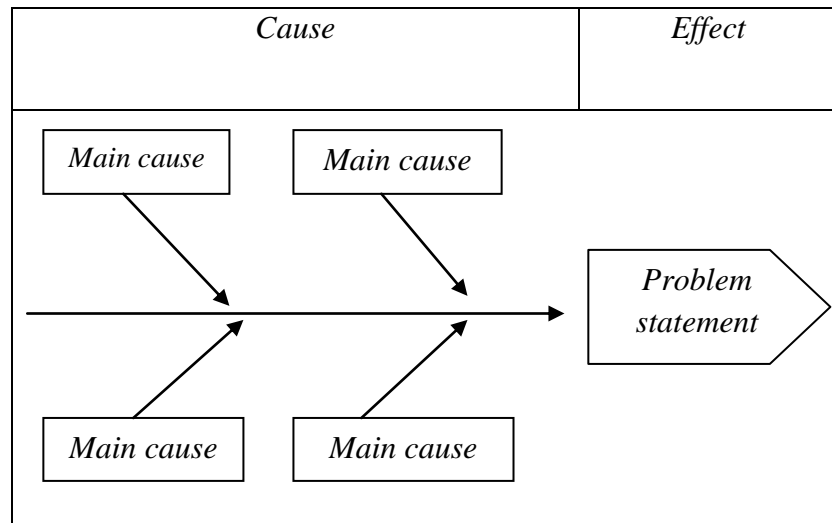 Cause
Effect
Main cause
Main cause
Problem
statement
Main cause
Main cause